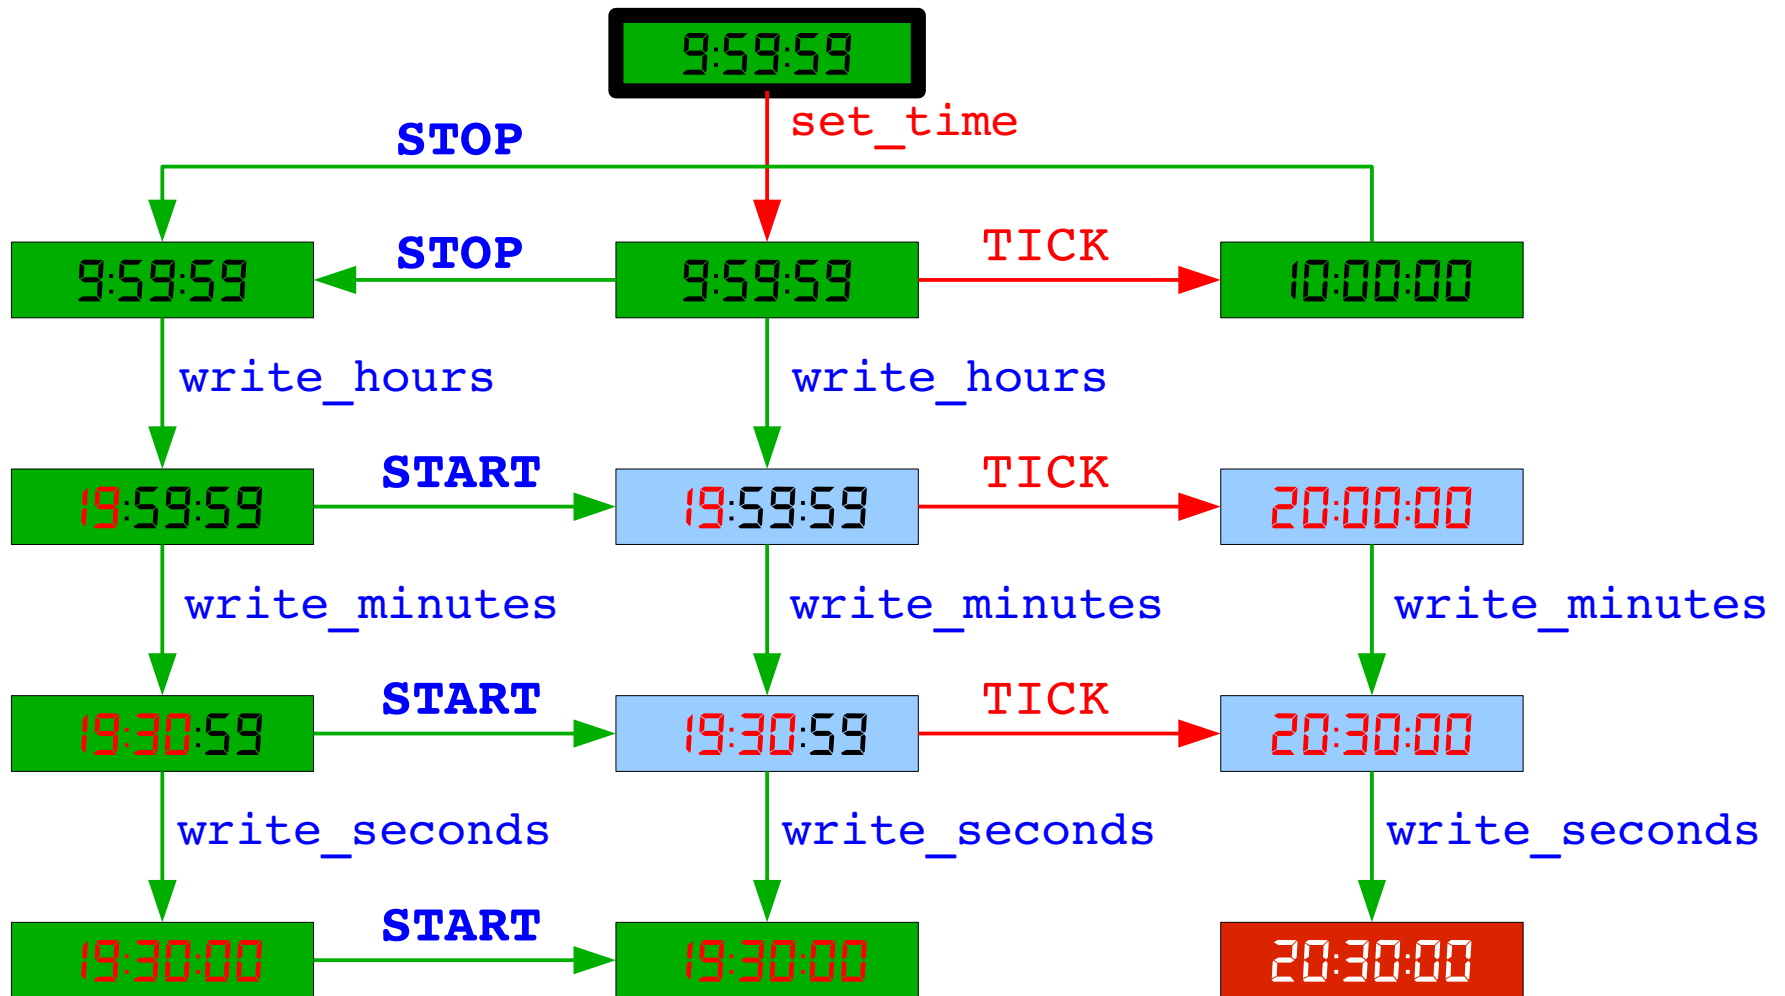 9:59:59
set_time
STOP
9:59:59 STOP 9:59:59 TICK 10:00:00
write_hours write_hours
19:59:59 START 19:59:59 TICK 20:00:00
write_minutes write_minutes write_minutes
19:30:59 START 19:30:59 TICK 20:30:00
write_seconds write_seconds write_seconds
19:30:00 START 19:30:00 20:30:00